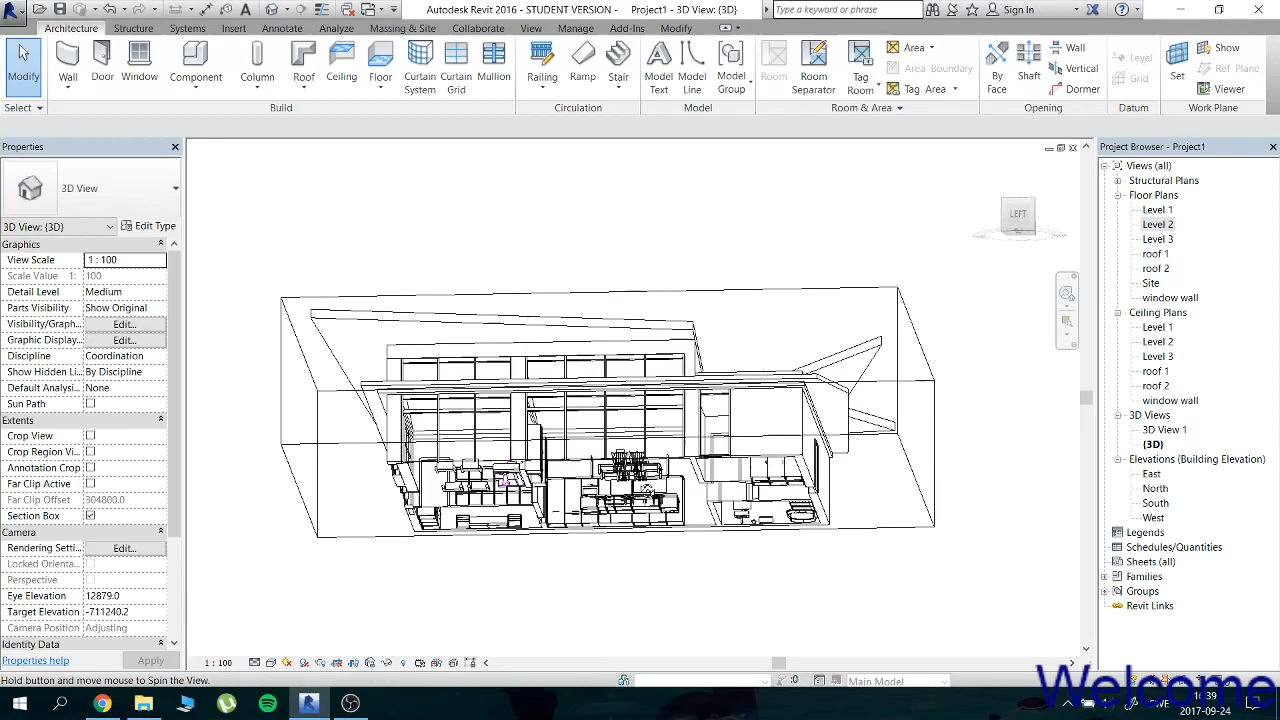 Autodesk Revit 2016 - STUDENT VERSION - Project1 - 3D View: {3D}
Type a keyword or phrase
Sign In
Architecture Structure Systems Insert Annotate Analyze Massing & Site Collaborate View Manage Add-Ins Modify
Modify Wall Door Window Component Column Roof Ceiling Floor Curtain System Curtain Grid Mullion Railing Ramp Stair Model Text Model Line Model Group Room Room Separator Tag Room By Face Shaft Set
Area
Area Boundary
Tag Area
Wall
Vertical
Dormer
Level
Grid
Show
Ref Plane
Viewer
Select Build Circulation Model Room & Area Opening Datum Work Plane
Properties
3D View
3D View: {3D} Edit Type
Graphics
View Scale 1 : 100
Scale Value 1: 100
Detail Level Medium
Parts Visibility Show Original
Visibility/Graph... Edit...
Graphic Display... Edit...
Discipline Coordination
Show Hidden Li... By Discipline
Default Analysi... None
Sun Path
Extents
Crop View
Crop Region Vi...
Annotation Crop
Far Clip Active
Far Clip Offset 304800.0
Section Box
Camera
Rendering Setti... Edit...
Locked Orienta...
Perspective
Eye Elevation 12879.0
Target Elevation -711240.2
Camera Position Adjusting
Identity Data
Properties help Apply
LEFT
1 : 100
Project Browser - Project1
Views (all)
Structural Plans
Floor Plans
Level 1
Level 2
Level 3
roof 1
roof 2
Site
window wall
Ceiling Plans
Level 1
Level 2
Level 3
roof 1
roof 2
window wall
3D Views
3D View 1
{3D}
Elevations (Building Elevation)
East
North
South
West
Legends
Schedules/Quantities
Sheets (all)
Families
Groups
Revit Links
Hold button and move mouse to Spin the View.
:0
Main Model
Welcome
16:39
2017-09-24